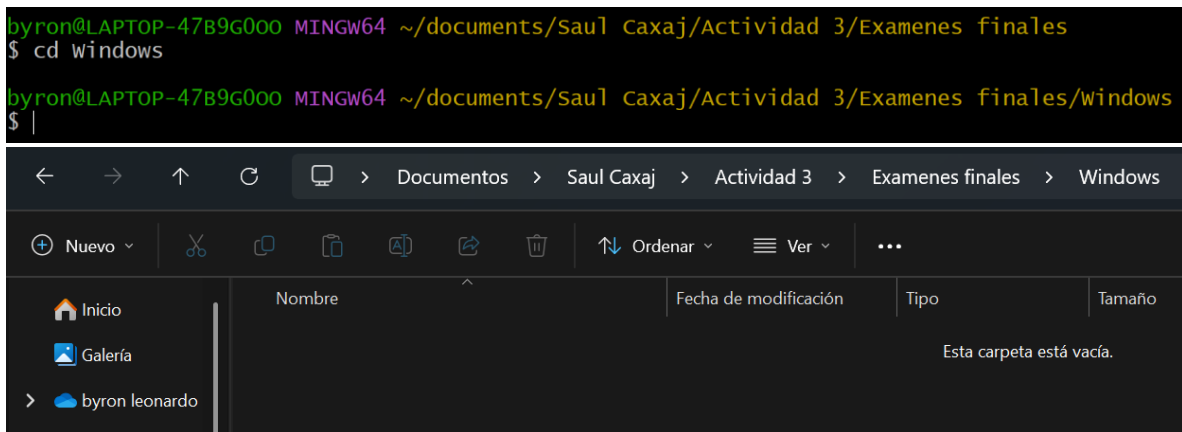 byron@LAPTOP-47B9G0OO MINGW64 ~/documents/Saul Caxaj/Actividad 3/Examenes finales
$ cd Windows
byron@LAPTOP-47B9G0OO MINGW64 ~/documents/Saul Caxaj/Actividad 3/Examenes finales/Windows
$
Documentos > Saul Caxaj > Actividad 3 > Examenes finales > Windows
Nuevo Ordenar Ver
Nombre Fecha de modificación Tipo Tamaño
Inicio
Esta carpeta está vacía.
Galería
byron leonardo